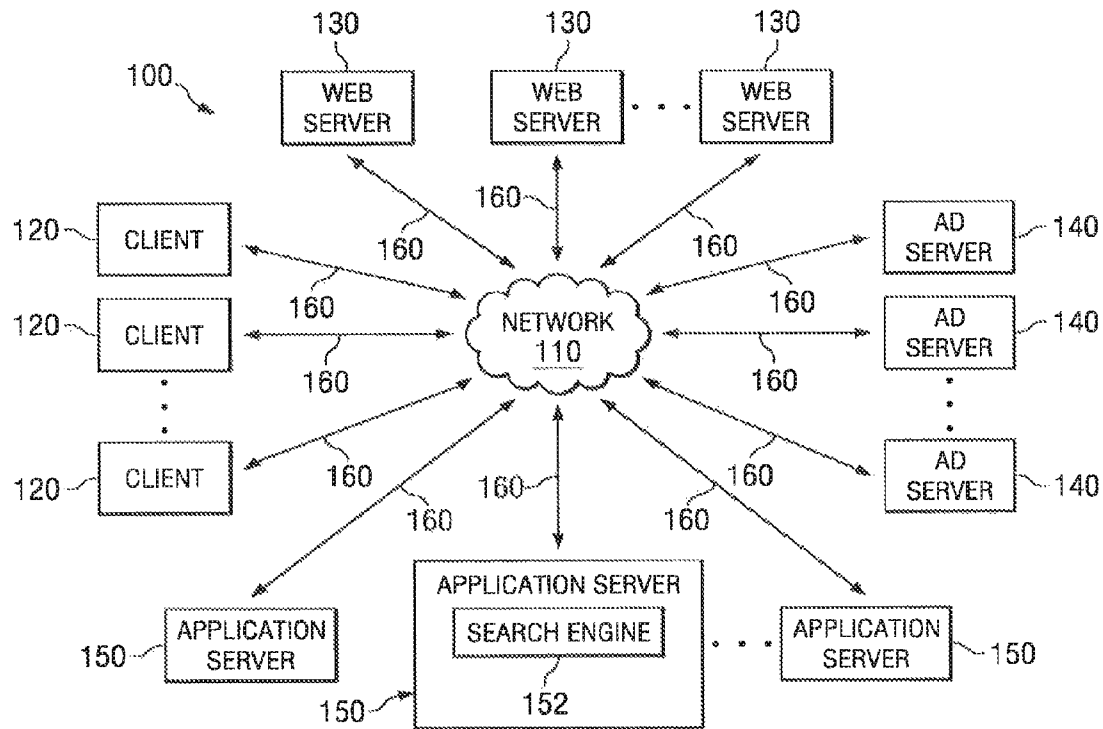 130 130 130
100
WEB SERVER WEB SERVER WEB SERVER
160 160 160
120 CLIENT
AD SERVER 140
160 160
120 CLIENT
NETWORK 110
AD SERVER 140
160 160
120 CLIENT
160 160
AD SERVER 140
160 160 160
APPLICATION SERVER
SEARCH ENGINE
152
150
150 APPLICATION SERVER
APPLICATION SERVER 150